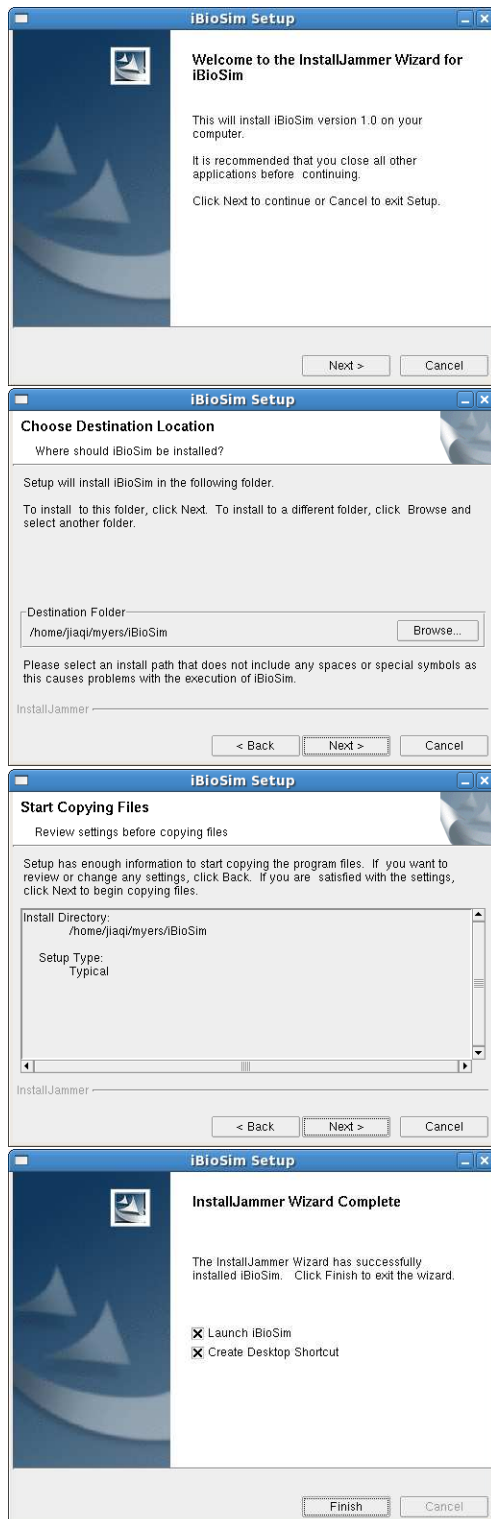 iBioSim Setup
Welcome to the InstallJammer Wizard for
iBioSim
This will install iBioSim version 1.0 on your
computer.
It is recommended that you close all other
applications before continuing.
Click Next to continue or Cancel to exit Setup.
Next >
Cancel
iBioSim Setup
Choose Destination Location
Where should iBioSim be installed?
Setup will install iBioSim in the following folder.
To install to this folder, click Next. To install to a different folder, click Browse and
select another folder.
Destination Folder
/home/jiaqi/myers/iBioSim
Browse...
Please select an install path that does not include any spaces or special symbols as
this causes problems with the execution of iBioSim.
InstallJammer
< Back
Next >
Cancel
iBioSim Setup
Start Copying Files
Review settings before copying files
Setup has enough information to start copying the program files. If you want to
review or change any settings, click Back. If you are satisfied with the settings,
click Next to begin copying files.
Install Directory:
/home/jiaqi/myers/iBioSim
Setup Type:
Typical
InstallJammer
< Back
Next >
Cancel
iBioSim Setup
InstallJammer Wizard Complete
The InstallJammer Wizard has successfully
installed iBioSim. Click Finish to exit the wizard.
Launch iBioSim
Create Desktop Shortcut
Finish
Cancel